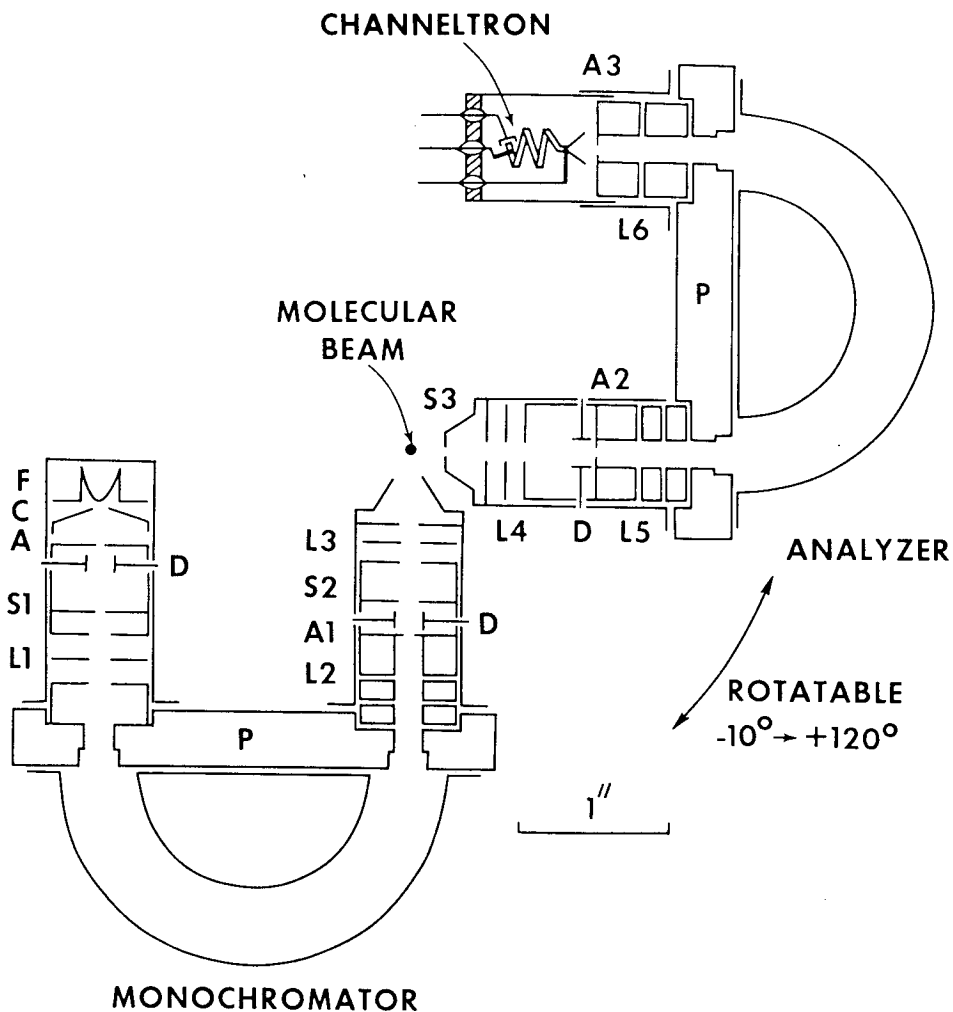 CHANNELTRON
A3
L6
P
MOLECULAR
BEAM
S3
A2
F
C
A
D
S1
L1
L3
S2
A1
D
L2
L4
D
L5
ANALYZER
ROTATABLE
-10°→ +120°
P
1"
MONOCHROMATOR